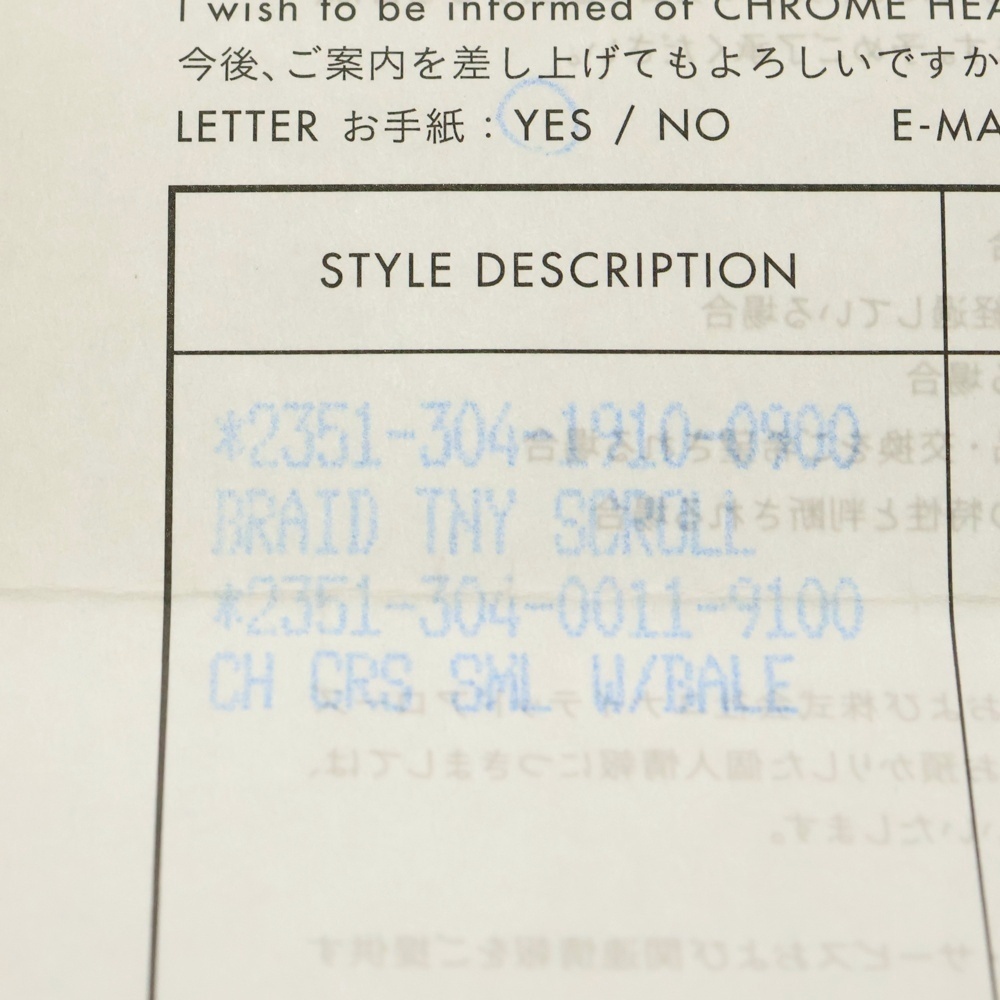 I wish to be informed of CHROME HEA
今後、ご案内を差し上げてもよろしいですか
LETTER お手紙 : YES / NO E-MA
STYLE DESCRIPTION
*2351-304-1910-0900
BRAID TNY SCROLL
*2351-304-0011-9100
CH CRS SML W/BALE